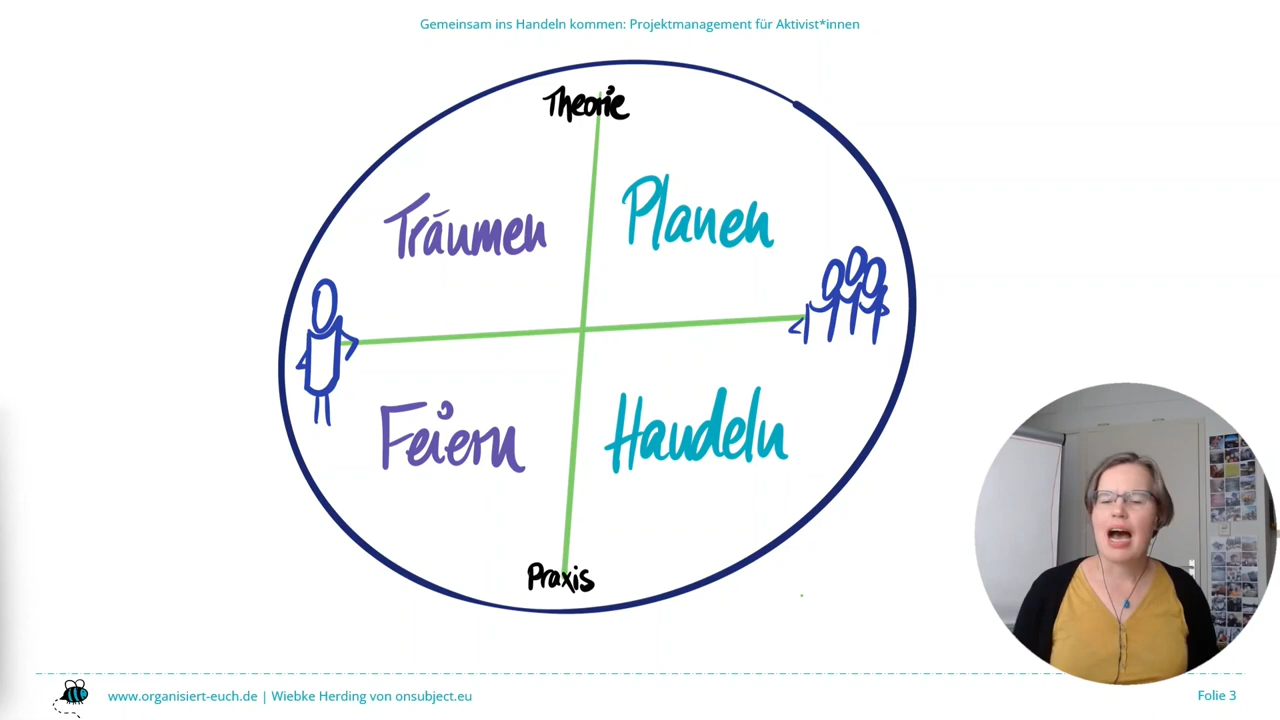 Gemeinsam ins Handeln kommen: Projektmanagement für Aktivist*innen
Theorie
Träumen
Planen
Feiern
Handeln
Praxis
www.organisiert-euch.de | Wiebke Herding von onsubject.eu
Folie 3